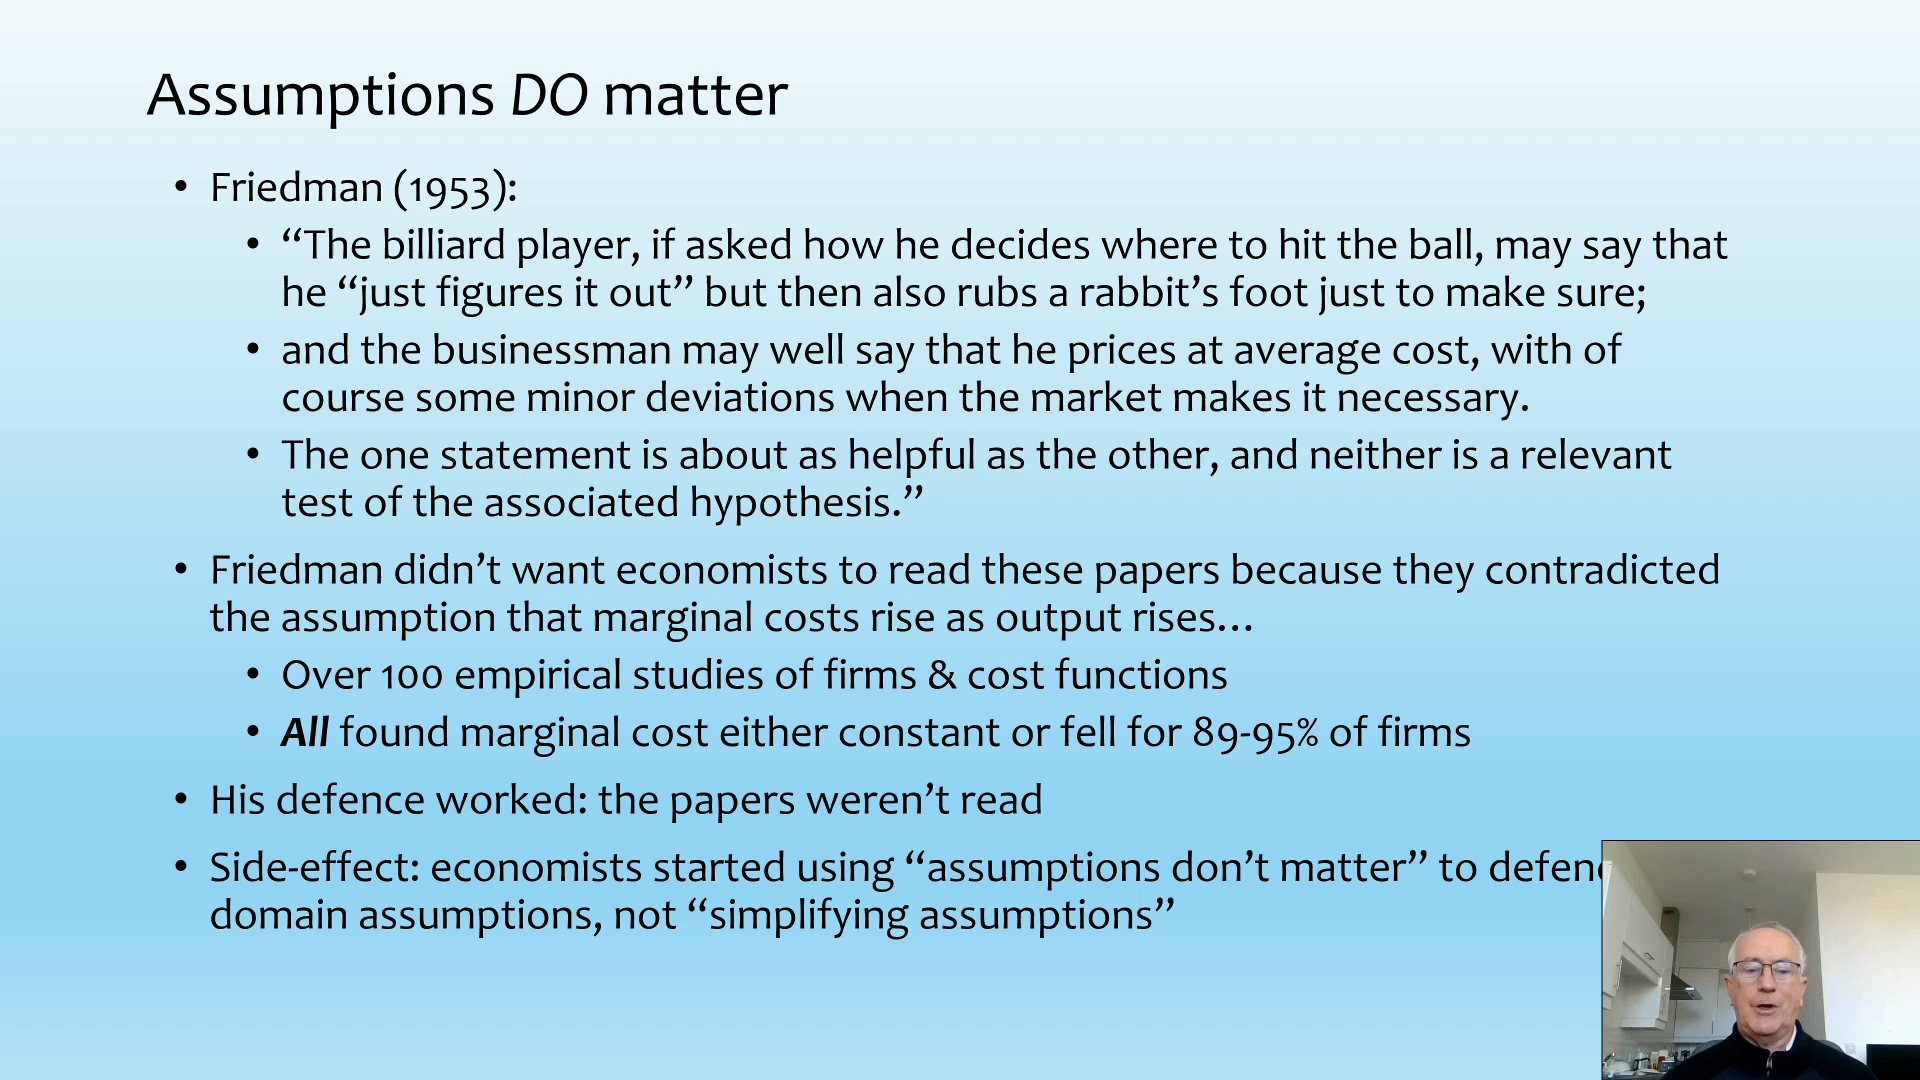 Assumptions DO matter
• Friedman (1953):
• “The billiard player, if asked how he decides where to hit the ball, may say that
he “just figures it out” but then also rubs a rabbit’s foot just to make sure;
• and the businessman may well say that he prices at average cost, with of
course some minor deviations when the market makes it necessary.
• The one statement is about as helpful as the other, and neither is a relevant
test of the associated hypothesis.”
• Friedman didn’t want economists to read these papers because they contradicted
the assumption that marginal costs rise as output rises…
• Over 100 empirical studies of firms & cost functions
• All found marginal cost either constant or fell for 89-95% of firms
• His defence worked: the papers weren’t read
• Side-effect: economists started using “assumptions don’t matter” to
domain assumptions, not “simplifying assumptions”